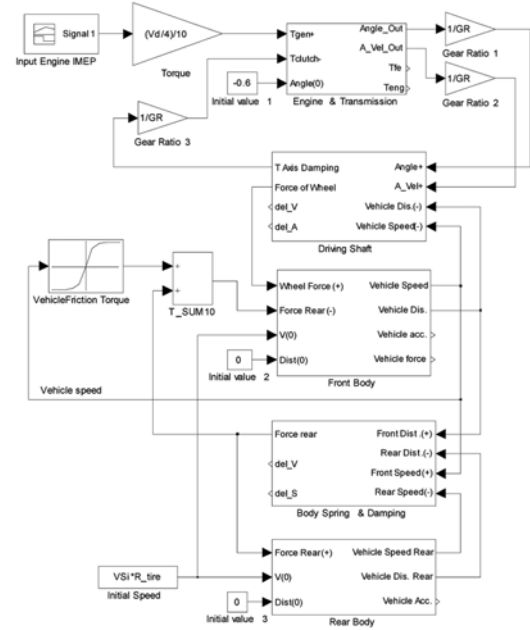 Signal 1
Input Engine IMEP
(Vd/4)/10
Torque
Tgen+
Tclutch-
Angle(0)
Angle_Out
A_Vel_Out
Tfe
Teng
Engine & Transmission
-0.6
Initial value 1
1/GR
Gear Ratio 1
1/GR
Gear Ratio 2
1/GR
Gear Ratio 3
T Axis Damping
Force of Wheel
del_V
del_A
Angle+
A_Vel+
Vehicle Dis.(-)
Vehicle Speed(-)
Driving Shaft
VehicleFriction Torque
+
+
T_SUM10
Wheel Force (+)
Force Rear(-)
V(0)
Dist(0)
Vehicle Speed
Vehicle Dis.
Vehicle acc.
Vehicle force
Front Body
0
Initial value 2
Vehicle speed
Force rear
del_V
del_S
Front Dist .(+)
Rear Dist.(-)
Front Speed(+)
Rear Speed(-)
Body Spring & Damping
Force Rear(+)
V(0)
Dist(0)
Vehicle Speed Rear
Vehicle Dis. Rear
Vehicle Acc.
Rear Body
VSi*R_tire
Initial Speed
0
Initial value 3